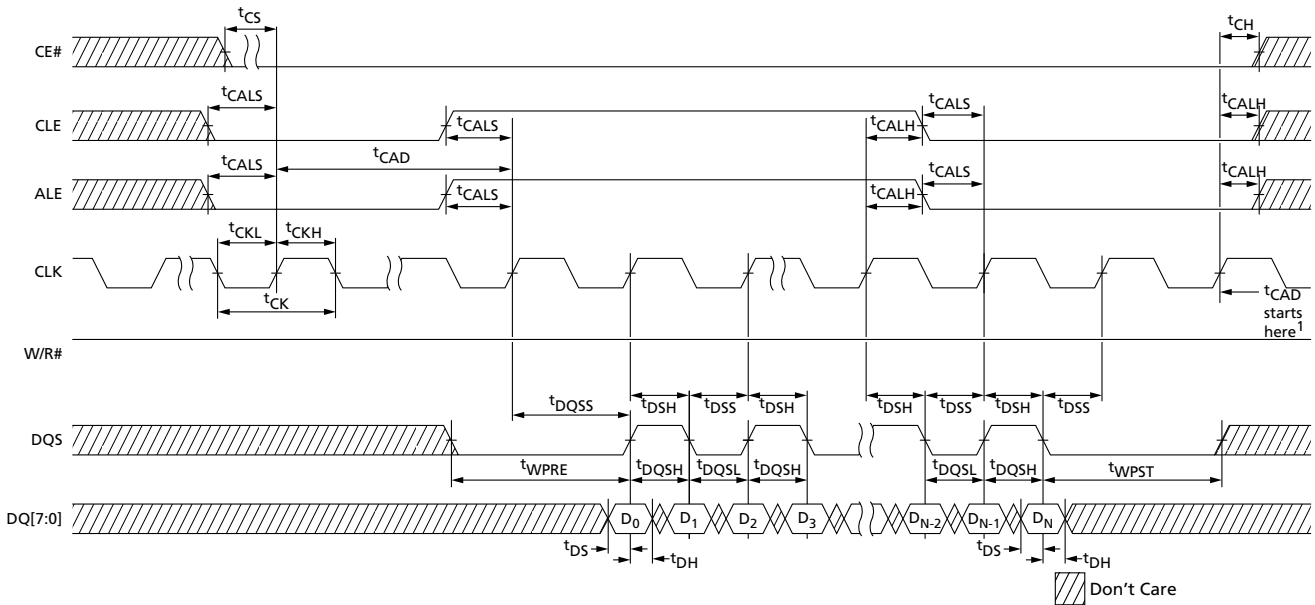 tCS
tCH
CE#
tCALS
tCALS
tCALH
CLE
tCALS
tCALH
tCALS
tCAD
tCALS
tCALH
ALE
tCALS
tCALH
tCKL
tCKH
CLK
tCK
tCAD
starts
here1
W/R#
tDQSS
tDSH
tDSS
tDSH
tDSH
tDSS
tDSH
tDSS
DQS
tWPRE
tDQSH
tDQSL
tDQSH
tDQSL
tDQSH
tWPST
DQ[7:0]
D0
D1
D2
D3
DN-2
DN-1
DN
tDS
tDH
tDS
tDH
Don't Care